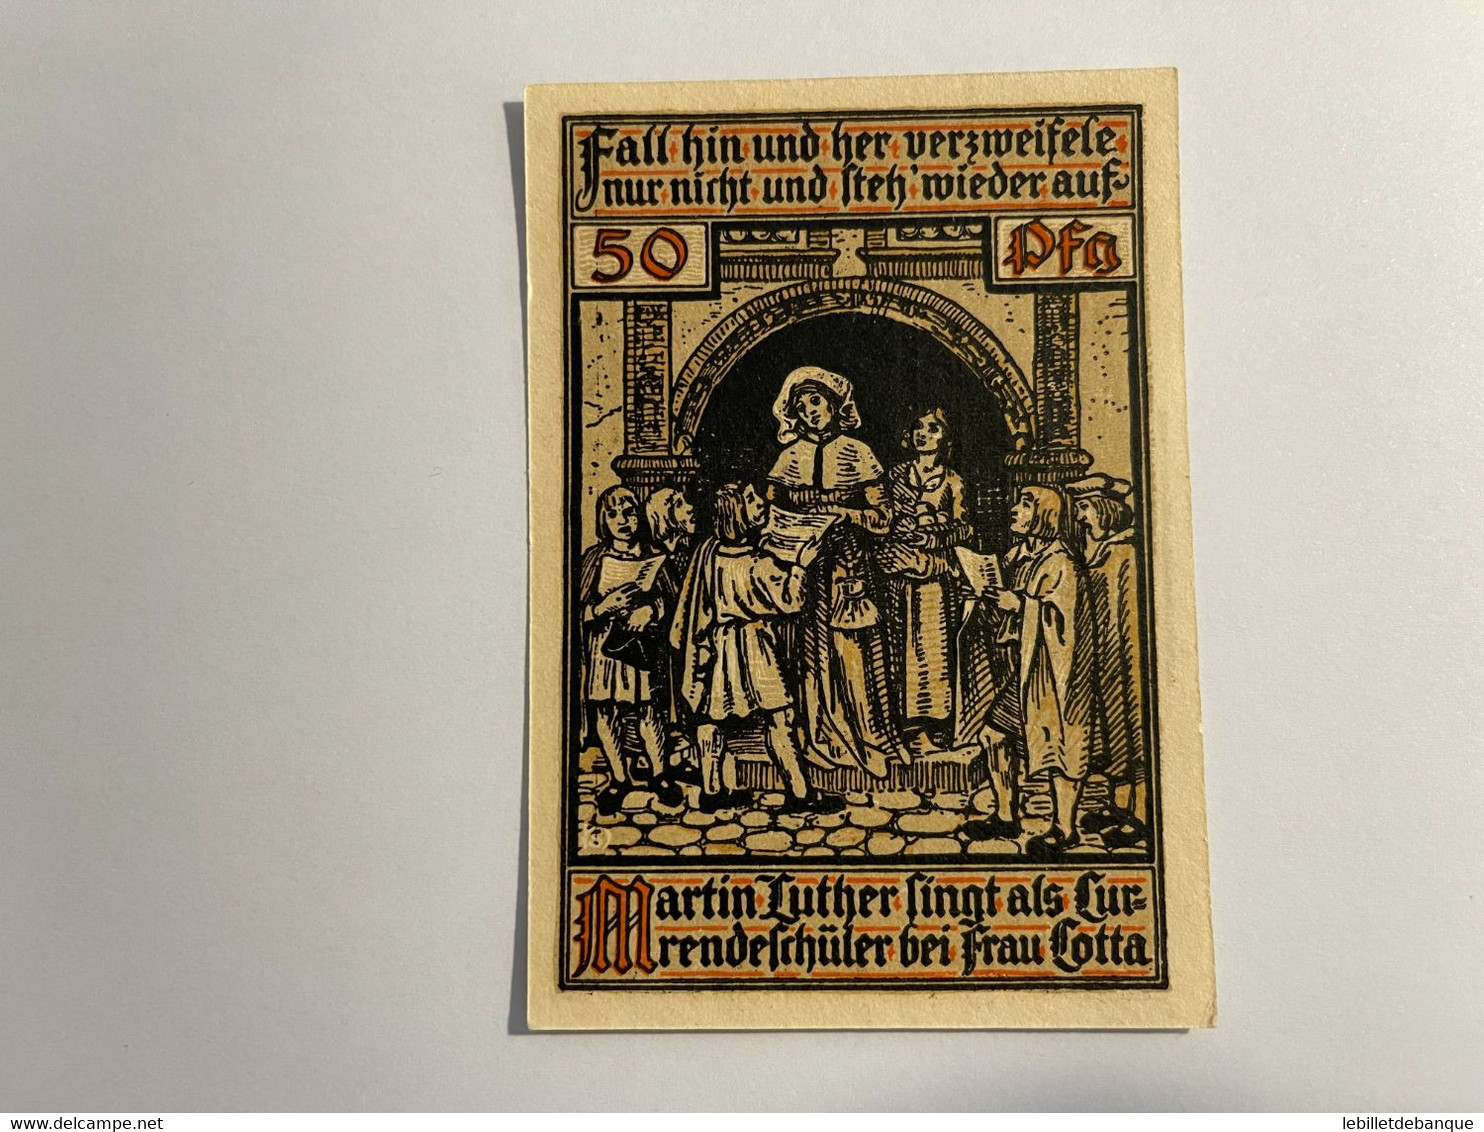 Fall hin und her verzweifele
nur nicht und steh' wieder auf
50 Pfg
Martin Luther singt als Cur=
rendeschüler bei Frau Cotta
delcampe.net
lebilletdebanque